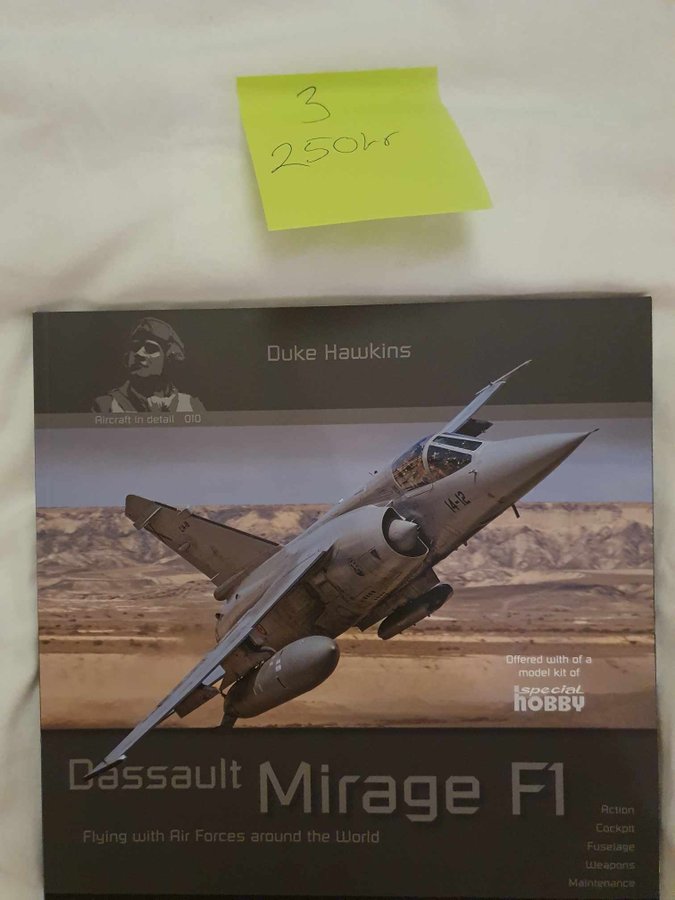 3
250kr
Duke Hawkins
Aircraft in detail 010
14-12
Offered with of a
model kit of
special
hobby
Dassault Mirage F1
Flying with Air Forces around the World
Action
Cockpit
Fuselage
Weapons
Maintenance